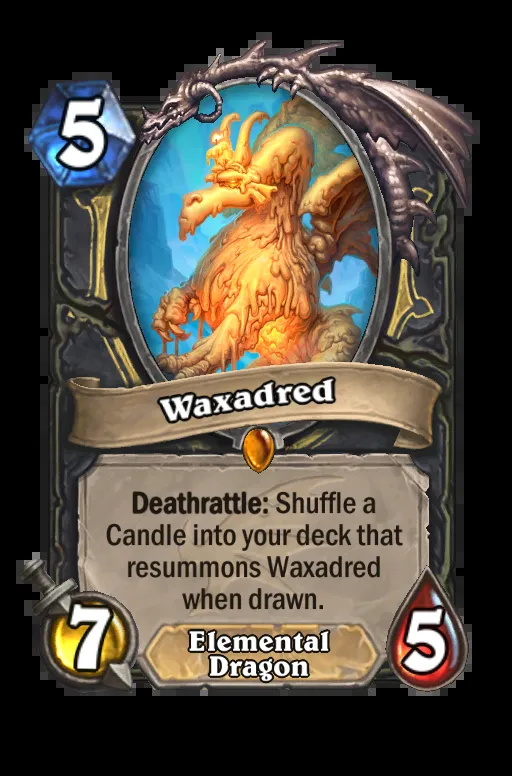 5
Waxadred
Deathrattle: Shuffle a
Candle into your deck that
resummons Waxadred
when drawn.
7
Elemental
Dragon
5